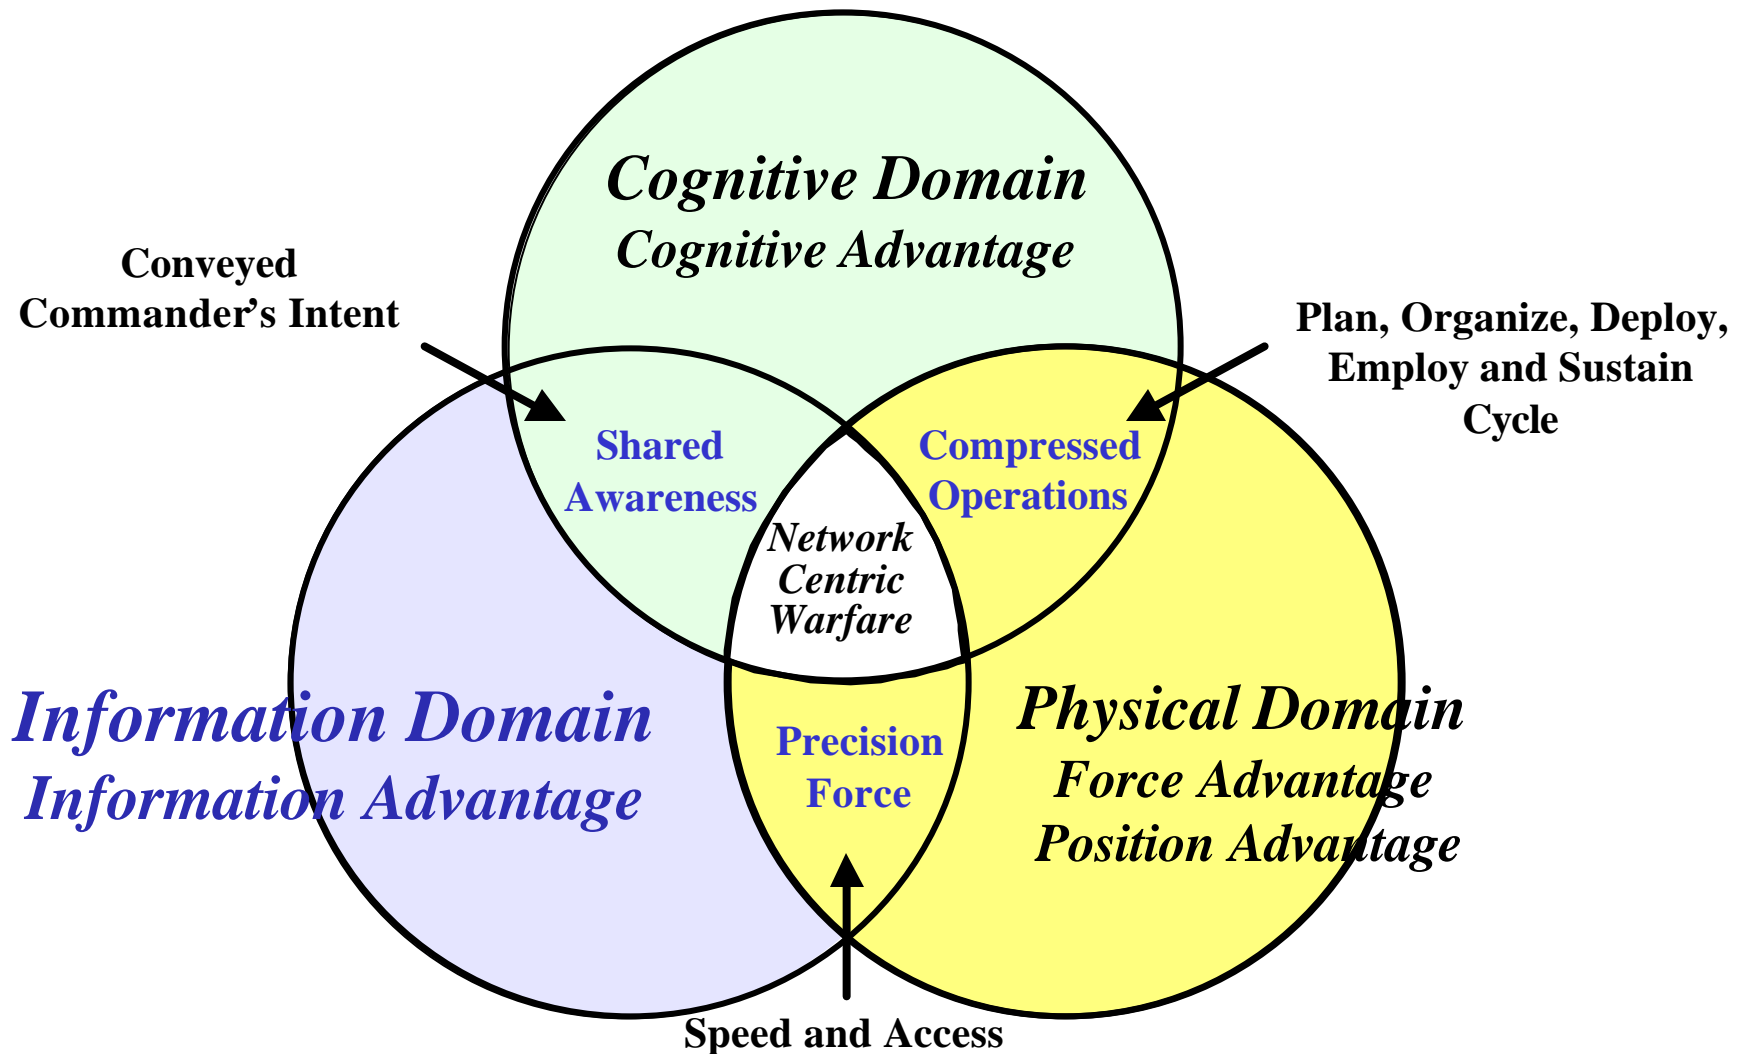 Cognitive Domain
Cognitive Advantage
Conveyed
Commander's Intent
Plan, Organize, Deploy,
Employ and Sustain
Cycle
Shared
Awareness
Compressed
Operations
Network
Centric
Warfare
Information Domain
Information Advantage
Precision
Force
Physical Domain
Force Advantage
Position Advantage
Speed and Access